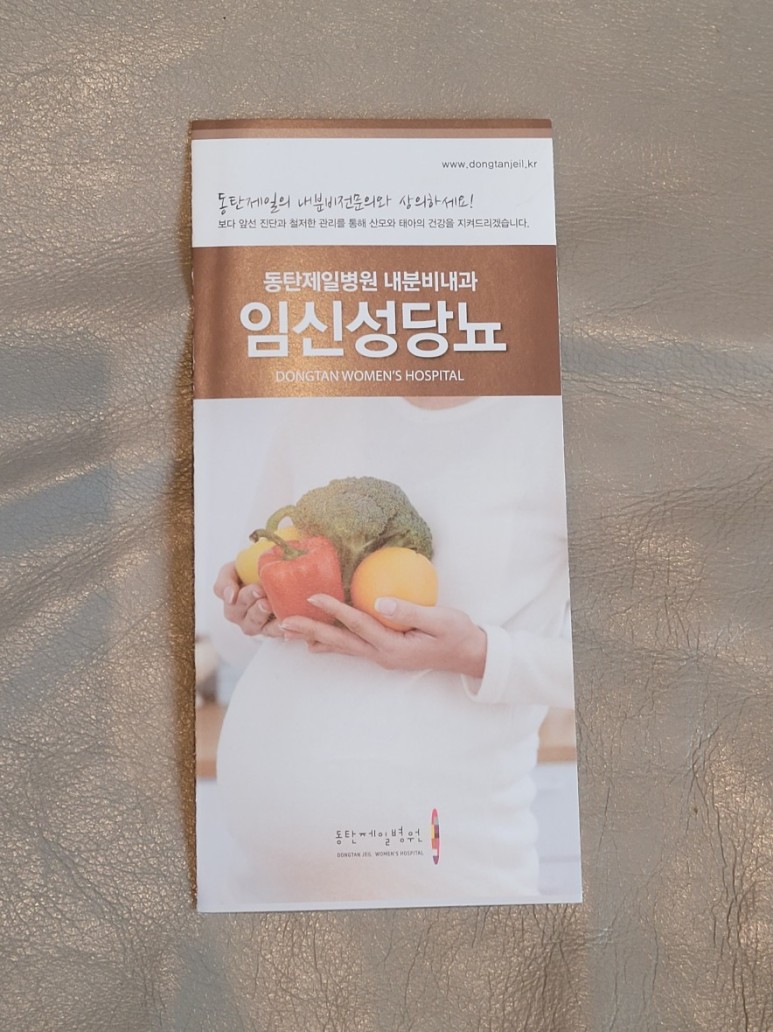 www.dongtanjeil.kr
동탄제일의 내분비전문의와 상의하세요!
보다 앞선 진단과 철저한 관리를 통해 산모와 태아의 건강을 지켜드리겠습니다.
동탄제일병원 내분비내과
임신성당뇨
DONGTAN WOMEN'S HOSPITAL
동탄제일병원
DONGTAN JEIL WOMEN'S HOSPITAL